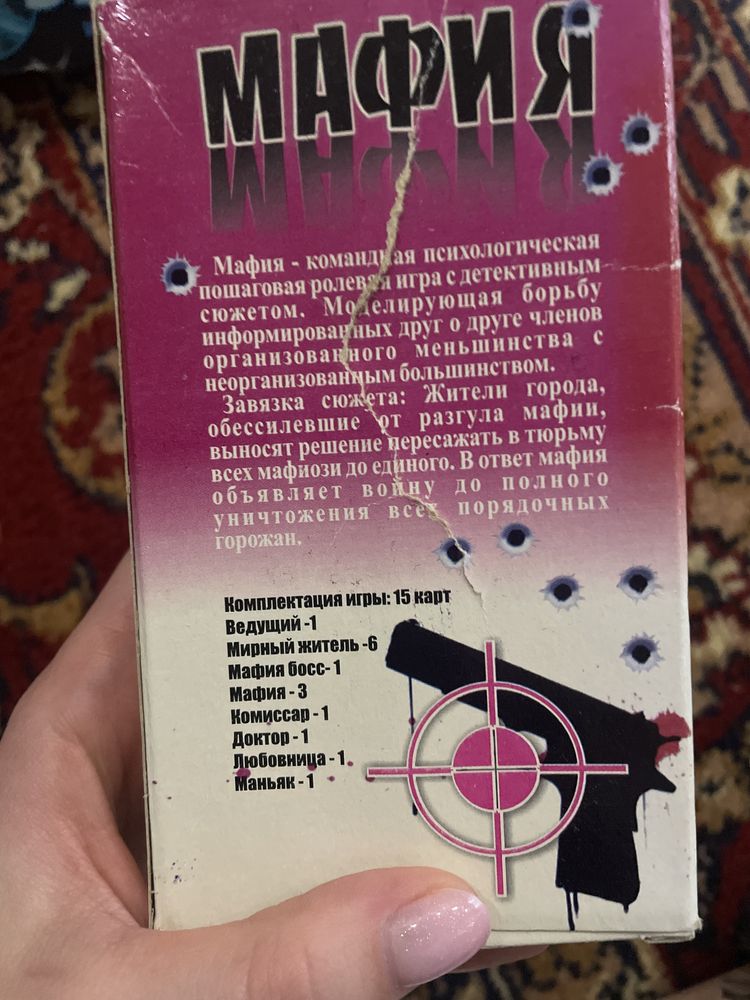 МАФИЯ
Мафия - командная психологическая
пошаговая ролевая игра с детективным
сюжетом. Моделирующая борьбу
информированных друг о друге членов
организованного меньшинства с
неорганизованным большинством.
Завязка сюжета: Жители города,
обессилевшие от разгула мафии,
выносят решение пересажать в тюрьму
всех мафиози до единого. В ответ мафия
объявляет войну до полного
уничтожения всех порядочных
горожан.
Комплектация игры: 15 карт
Ведущий -1
Мирный житель -6
Мафия босс- 1
Мафия - 3
Комиссар - 1
Доктор - 1
Любовница - 1
Маньяк - 1